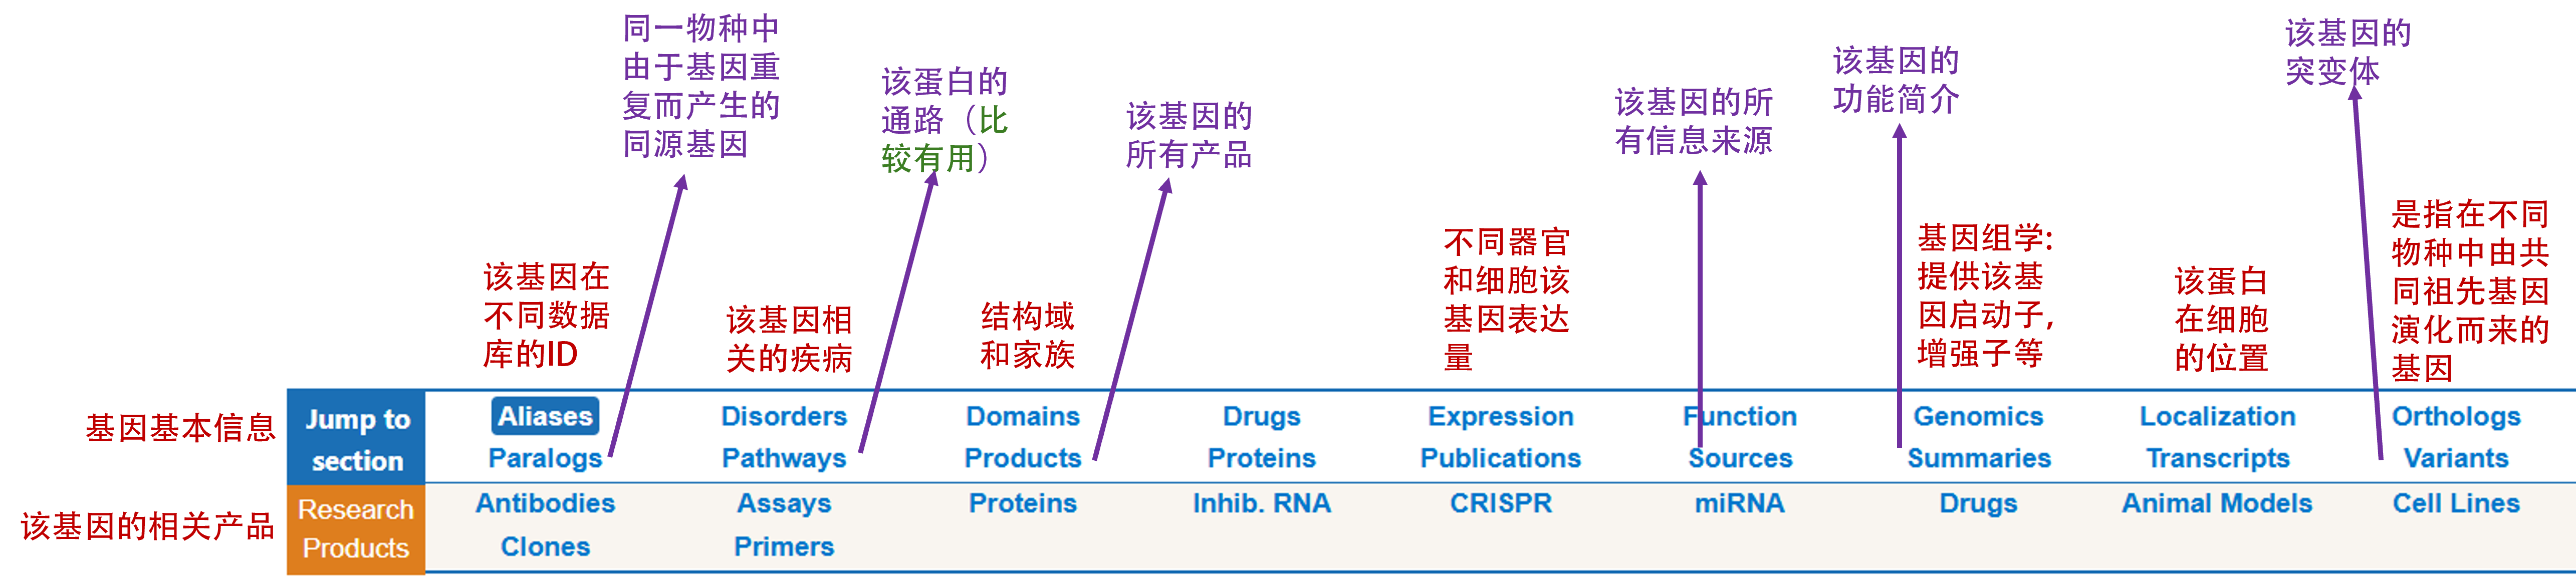 同一物种中
由于基因重
复而产生的
同源基因
该蛋白的
通路（比
较有用）
该基因的
所有产品
该基因的所
有信息来源
该基因的
功能简介
该基因的
突变体
该基因在
不同数据
库的ID
该基因相
关的疾病
结构域
和家族
不同器官
和细胞该
基因表达
量
基因组学:
提供该基
因启动子,
增强子等
该蛋白
在细胞
的位置
是指在不同
物种中由共
同祖先基因
演化而来的
基因
基因基本信息
Jump to
section
Aliases Disorders Domains Drugs Expression Function Genomics Localization Orthologs
Paralogs Pathways Products Proteins Publications Sources Summaries Transcripts Variants
该基因的相关产品
Research
Products
Antibodies Assays Proteins Inhib. RNA CRISPR miRNA Drugs Animal Models Cell Lines
Clones Primers